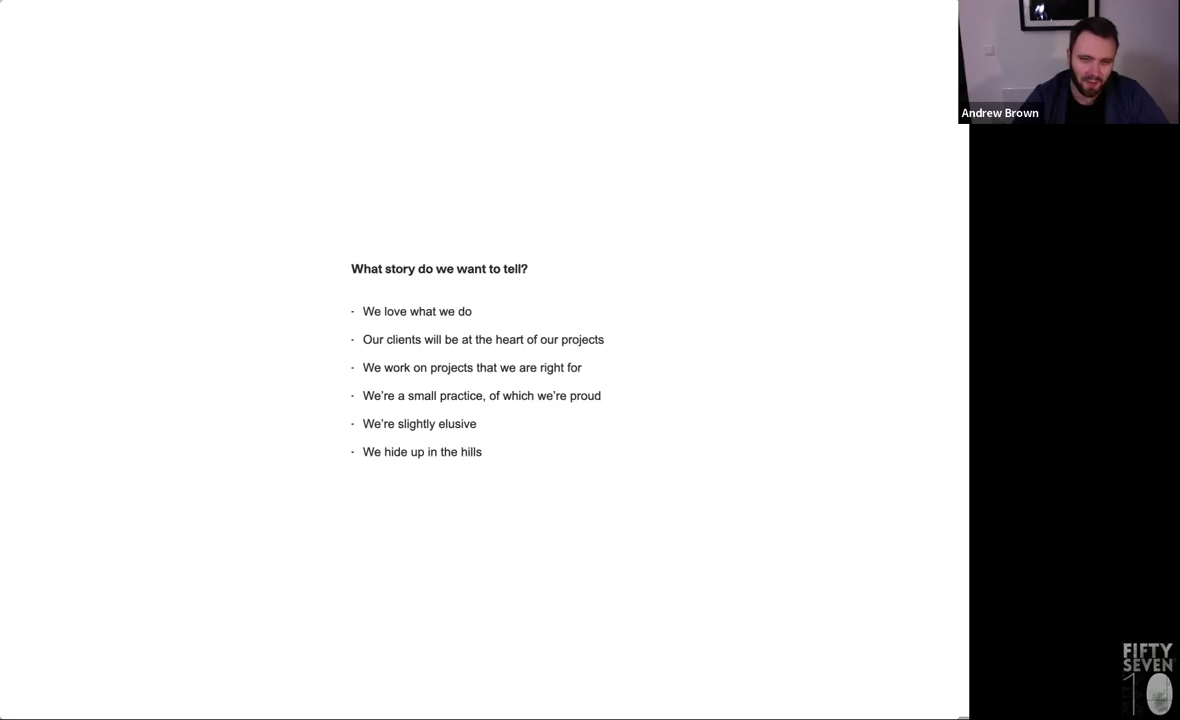 What story do we want to tell?
- We love what we do
- Our clients will be at the heart of our projects
- We work on projects that we are right for
- We're a small practice, of which we're proud
- We're slightly elusive
- We hide up in the hills
Andrew Brown
FIFTY
SEVEN
10